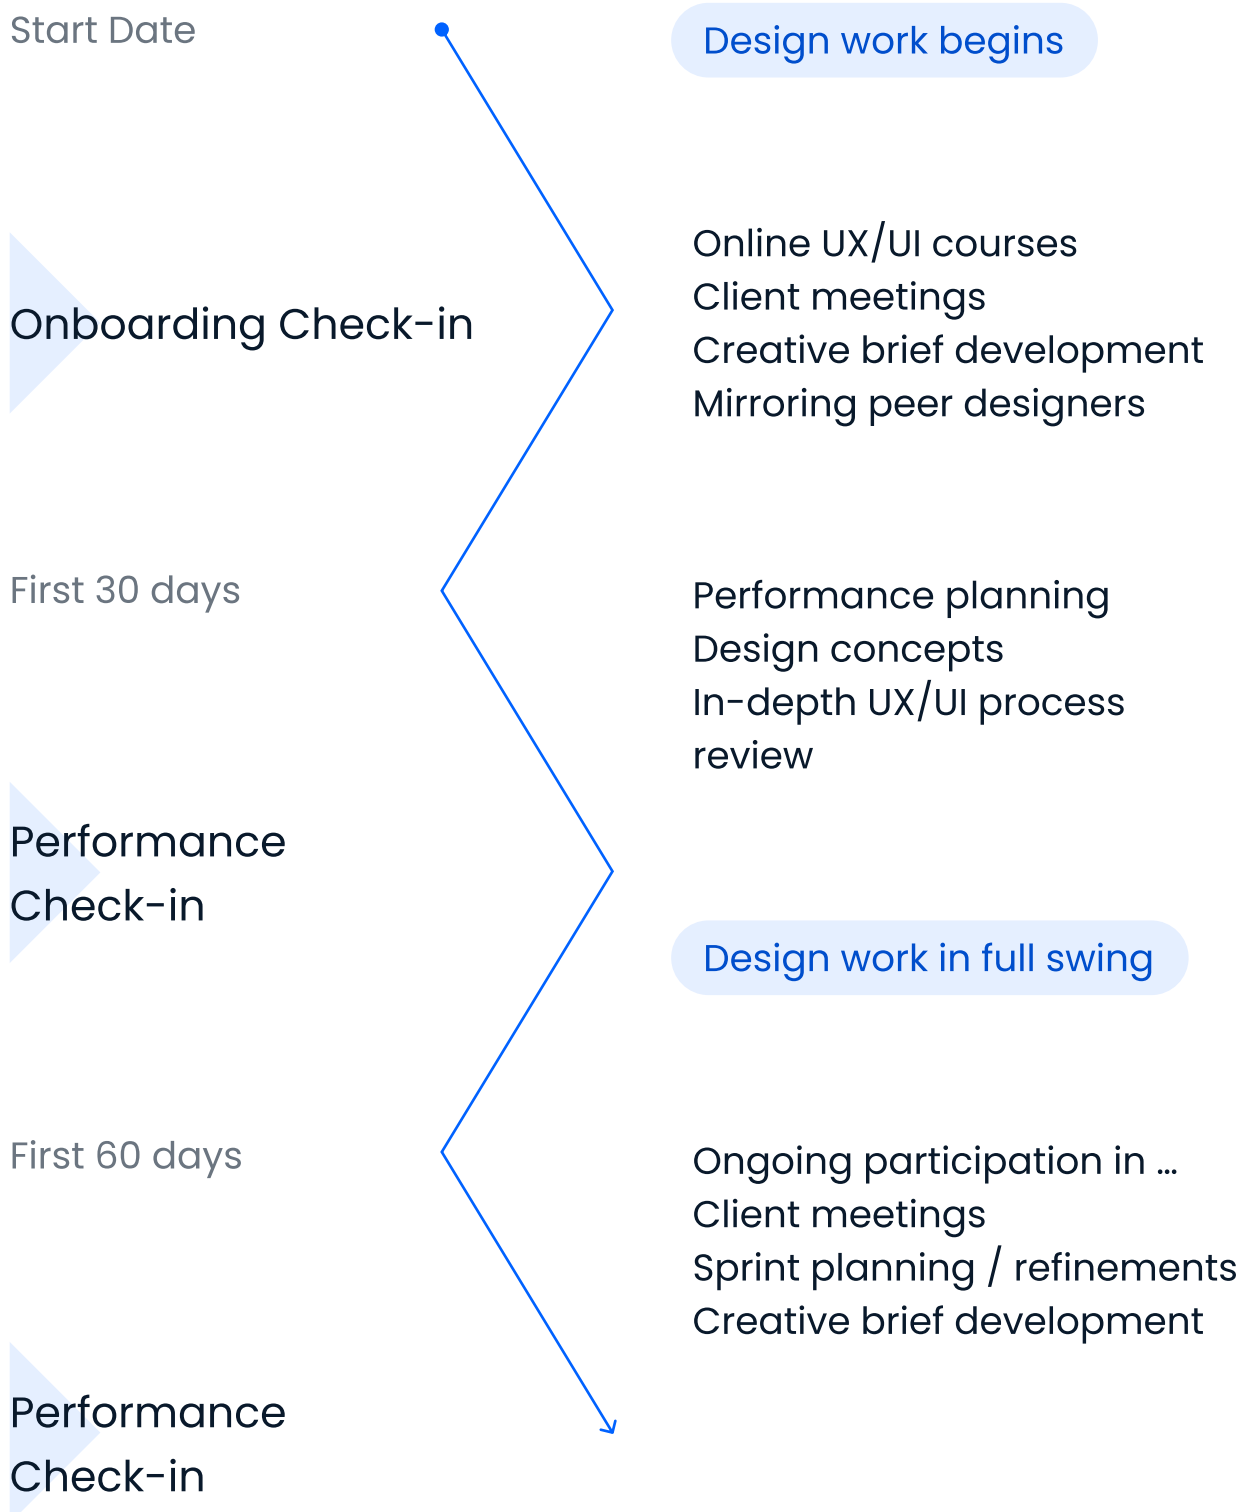 Start Date
Design work begins
Onboarding Check-in
Online UX/UI courses
Client meetings
Creative brief development
Mirroring peer designers
First 30 days
Performance planning
Design concepts
In-depth UX/UI process
review
Performance
Check-in
Design work in full swing
First 60 days
Ongoing participation in ...
Client meetings
Sprint planning / refinements
Creative brief development
Performance
Check-in